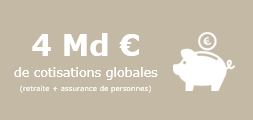 4 Md €
de cotisations globales
(retraite + assurance de personnes)
€